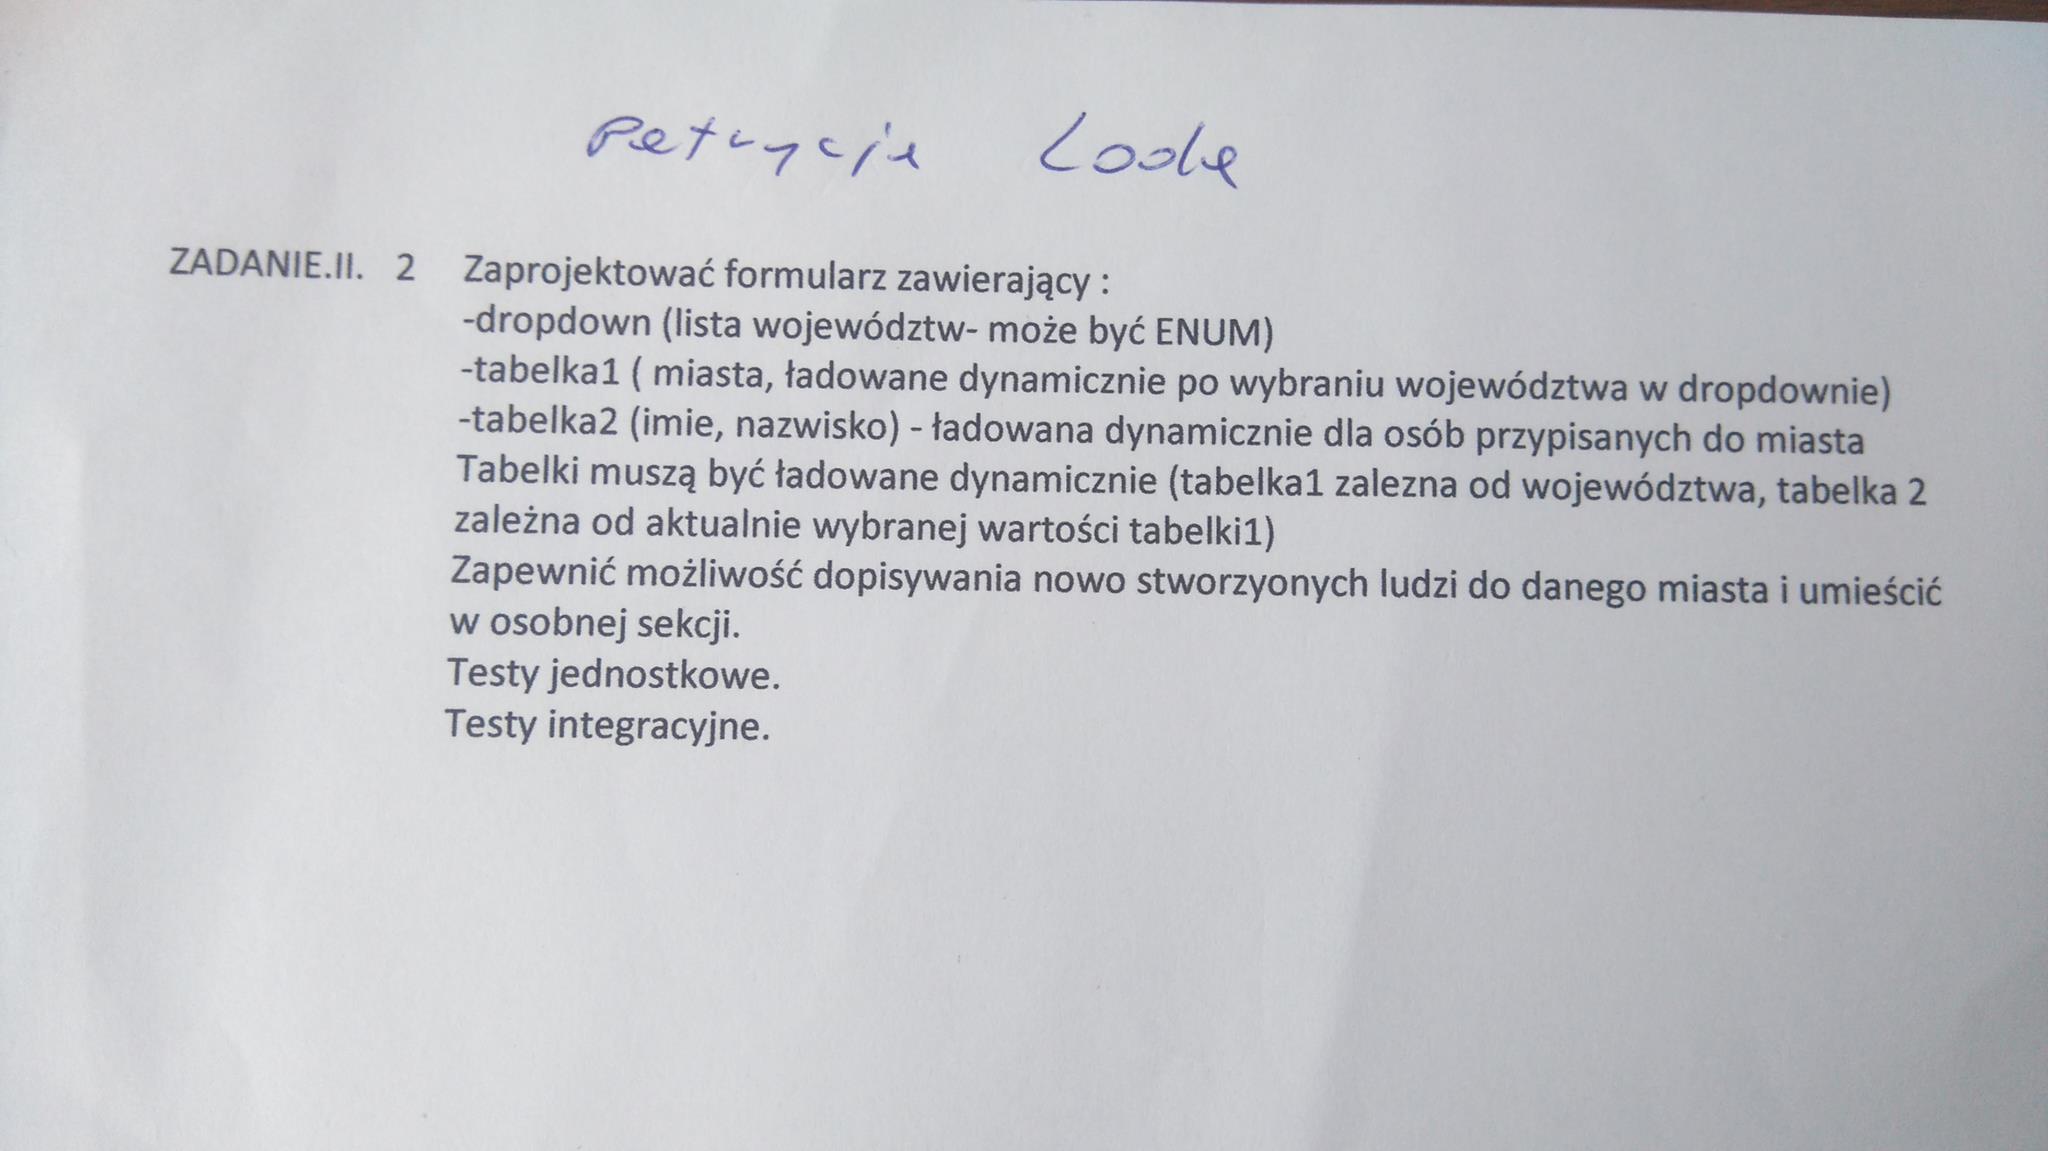 Patrycja Loda
ZADANIE.II. 2 Zaprojektować formularz zawierający :
-dropdown (lista województw- może być ENUM)
-tabelka1 ( miasta, ładowane dynamicznie po wybraniu województwa w dropdownie)
-tabelka2 (imie, nazwisko) - ładowana dynamicznie dla osób przypisanych do miasta
Tabelki muszą być ładowane dynamicznie (tabelka1 zalezna od województwa, tabelka 2
zależna od aktualnie wybranej wartości tabelki1)
Zapewnić możliwość dopisywania nowo stworzyonych ludzi do danego miasta i umieścić
w osobnej sekcji.
Testy jednostkowe.
Testy integracyjne.